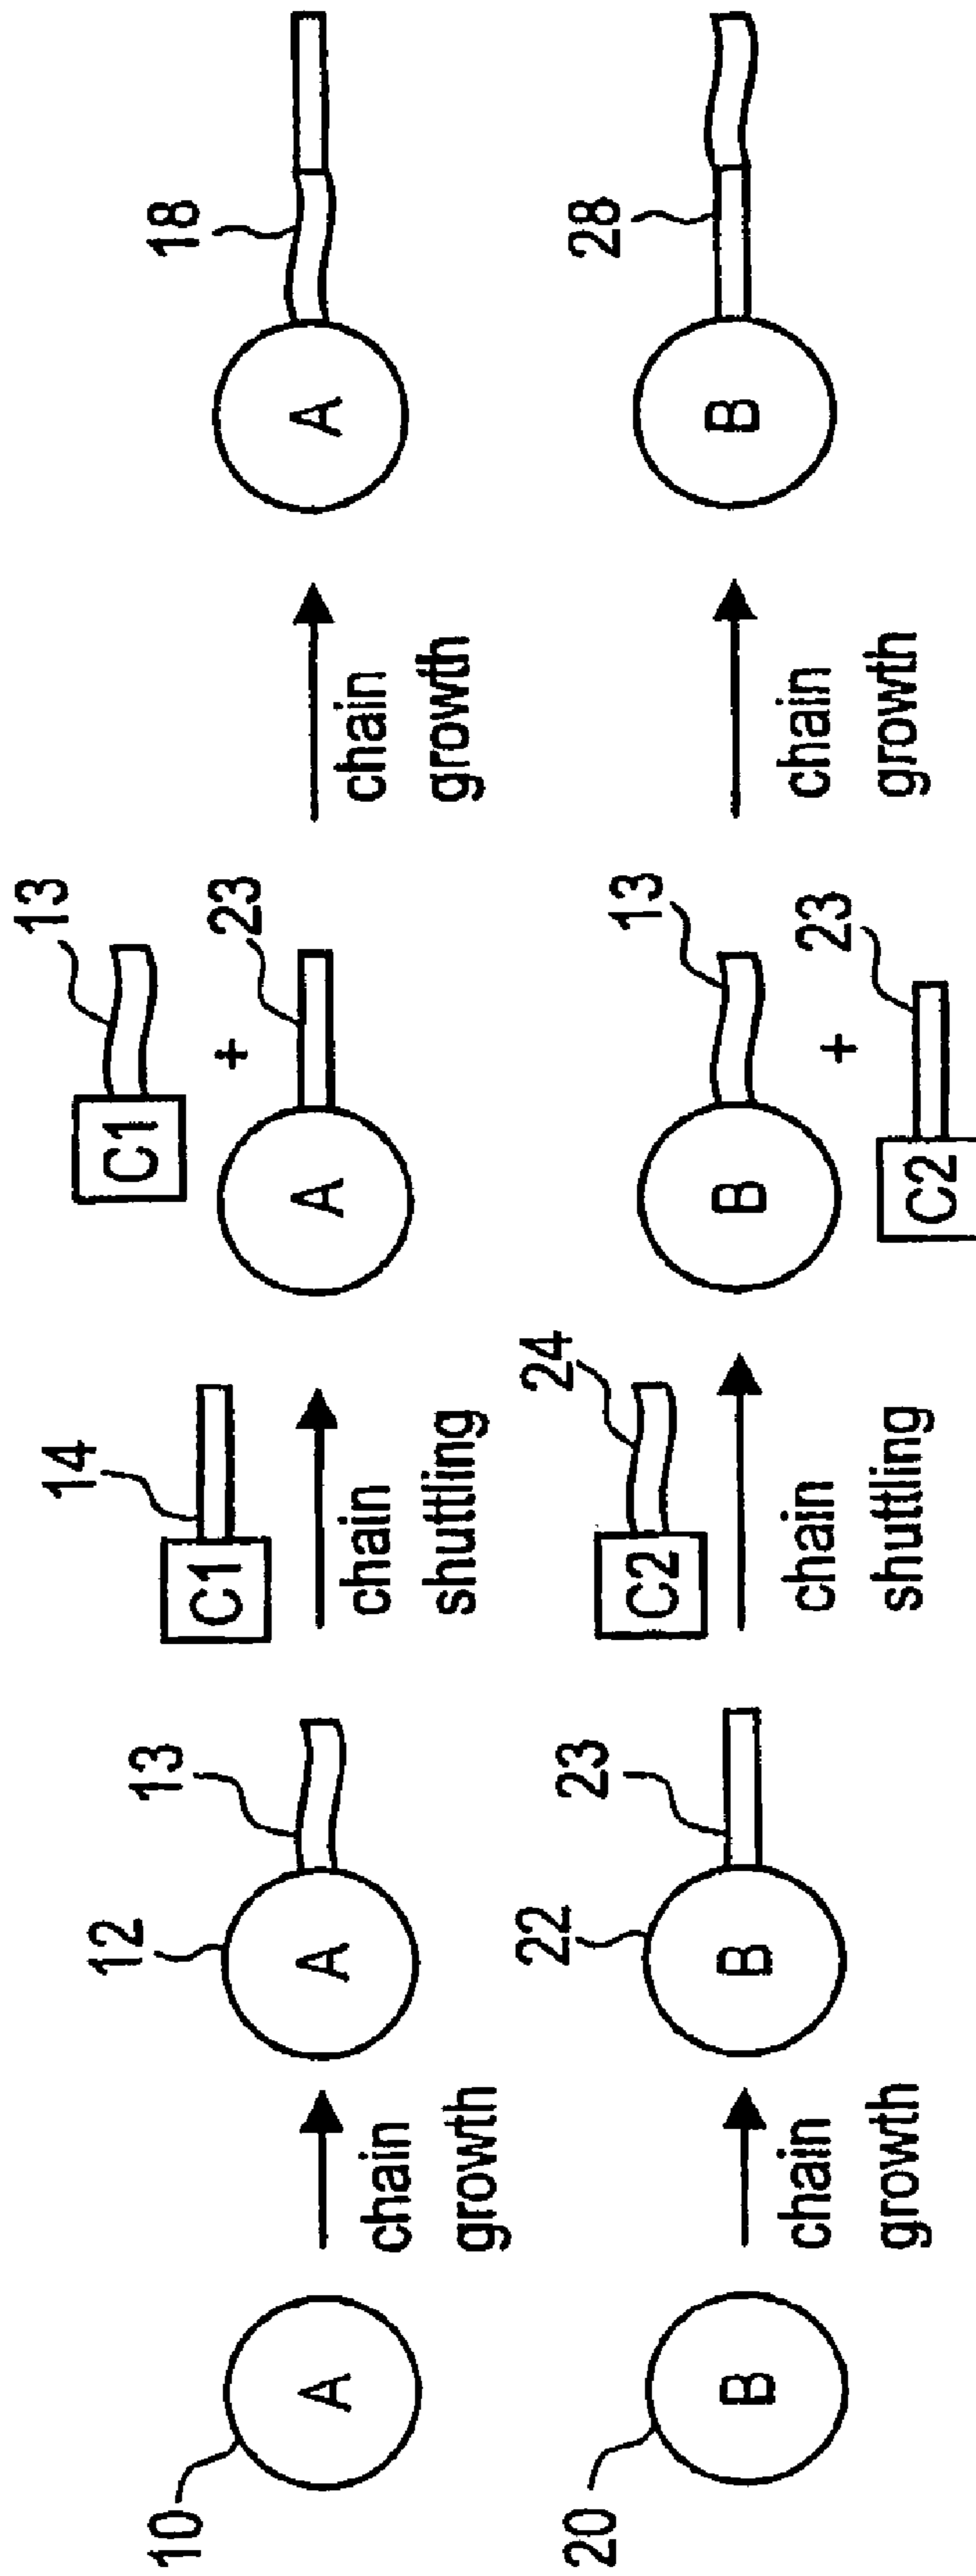 10
A
chain
growth
12
13
A
14
C1
chain
shuttling
13
C1
+
23
A
chain
growth
18
A
20
B
chain
growth
22
23
B
24
C2
chain
shuttling
13
B
+
23
C2
chain
growth
28
B